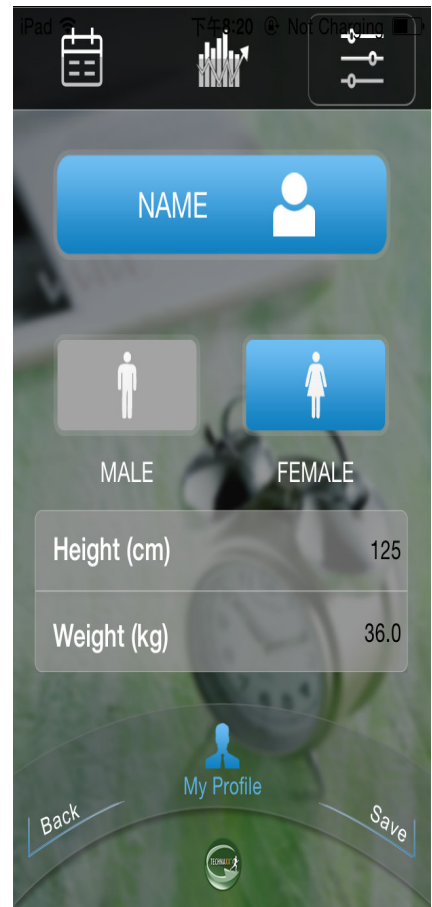 iPad 下午8:20 Not Charging
NAME
MALE FEMALE
Height (cm) 125
Weight (kg) 36.0
My Profile
Back Save
TECHNAXX